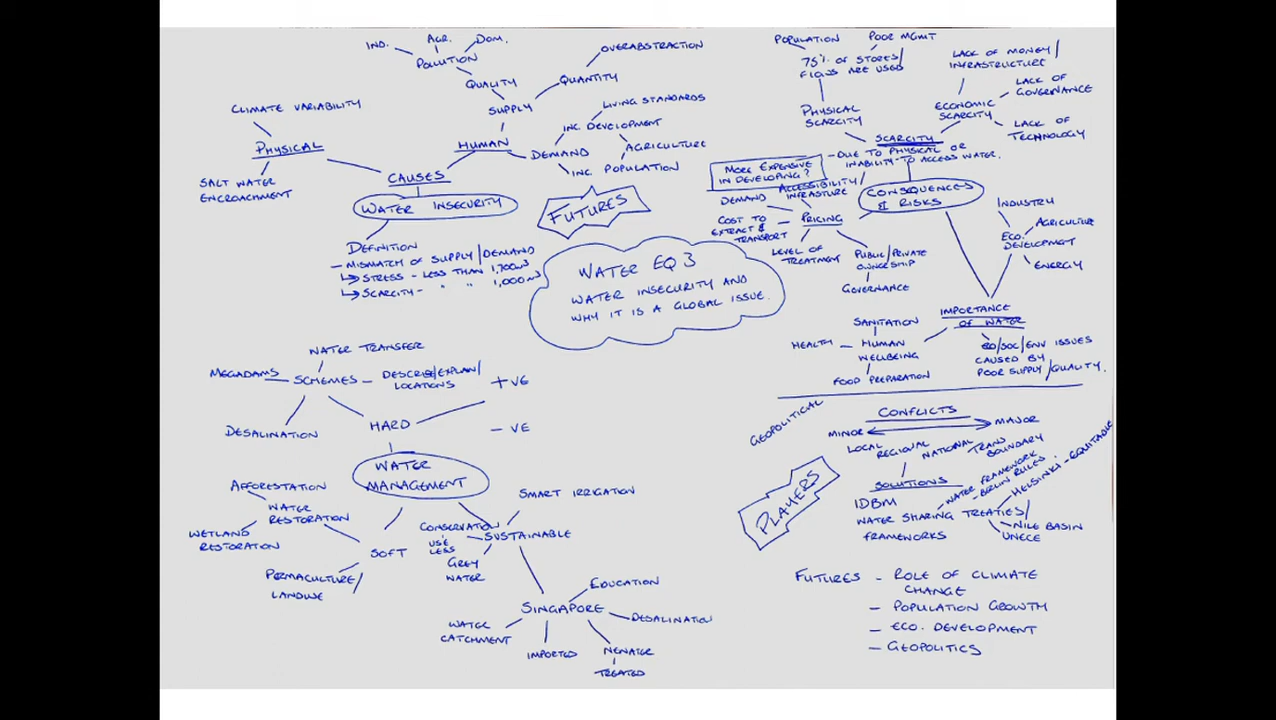 WATER EQ 3
WATER INSECURITY AND
WHY IT IS A GLOBAL ISSUE.
WATER INSECURITY
CAUSES
PHYSICAL
CLIMATE VARIABILITY
SALT WATER
ENCROACHMENT
HUMAN
SUPPLY
QUALITY
POLLUTION
IND.
AGR.
DOM.
QUANTITY
OVERABSTRACTION
DEMAND
INC. DEVELOPMENT
LIVING STANDARDS
AGRICULTURE
INC. POPULATION
FUTURES
DEFINITION
- MISMATCH OF SUPPLY/DEMAND
↳ STRESS - LESS THAN 1,700m3
↳ SCARCITY - " " 1,000m3
CONSEQUENCES
& RISKS
SCARCITY
- DUE TO PHYSICAL OR
INABILITY TO ACCESS WATER.
PHYSICAL
SCARCITY
75% OF STORES/
FLOWS ARE USED
POPULATION
POOR MGMT
ECONOMIC
SCARCITY
LACK OF MONEY/
INFRASTRUCTURE
LACK OF
GOVERNANCE
LACK OF
TECHNOLOGY
MORE EXPENSIVE
IN DEVELOPING?
PRICING
ACCESSIBILITY/
INFRASTURE
DEMAND
COST TO
EXTRACT &
TRANSPORT
LEVEL OF
TREATMENT
PUBLIC/PRIVATE
OWNERSHIP
GOVERNANCE
IMPORTANCE
OF WATER
ECO.
DEVELOPMENT
INDUSTRY
AGRICULTURE
ENERGY
HUMAN
WELLBEING
SANITATION
HEALTH
FOOD PREPARATION
EO/SOC/ENV ISSUES
CAUSED BY
POOR SUPPLY/QUALITY.
WATER
MANAGEMENT
HARD
SCHEMES
WATER TRANSFER
MEGADAMS
DESALINATION
- DESCRIBE/EXPLAIN/
LOCATIONS
+ VE
- VE
SOFT
WATER
RESTORATION
AFFORESTATION
WETLAND
RESTORATION
PERMACULTURE/
SUSTAINABLE
SMART IRRIGATION
CONSERVATION
USE
LESS
GREY
WATER
SINGAPORE
EDUCATION
DESALINATION
WATER
CATCHMENT
IMPORTED
NEWATER
TREATED
PLAYERS
GEOPOLITICAL
CONFLICTS
MINOR
MAJOR
LOCAL
REGIONAL
NATIONAL
TRANS
BOUNDARY
SOLUTIONS
IDBM
WATER SHARING
FRAMEWORKS
TREATIES/
WATER FRAMEWORK
- BERLIN RULES
HELSINKI - EQUITABLE
NILE BASIN
UNECE
FUTURES - ROLE OF CLIMATE
CHANGE
- POPULATION GROWTH
- ECO. DEVELOPMENT
- GEOPOLITICS